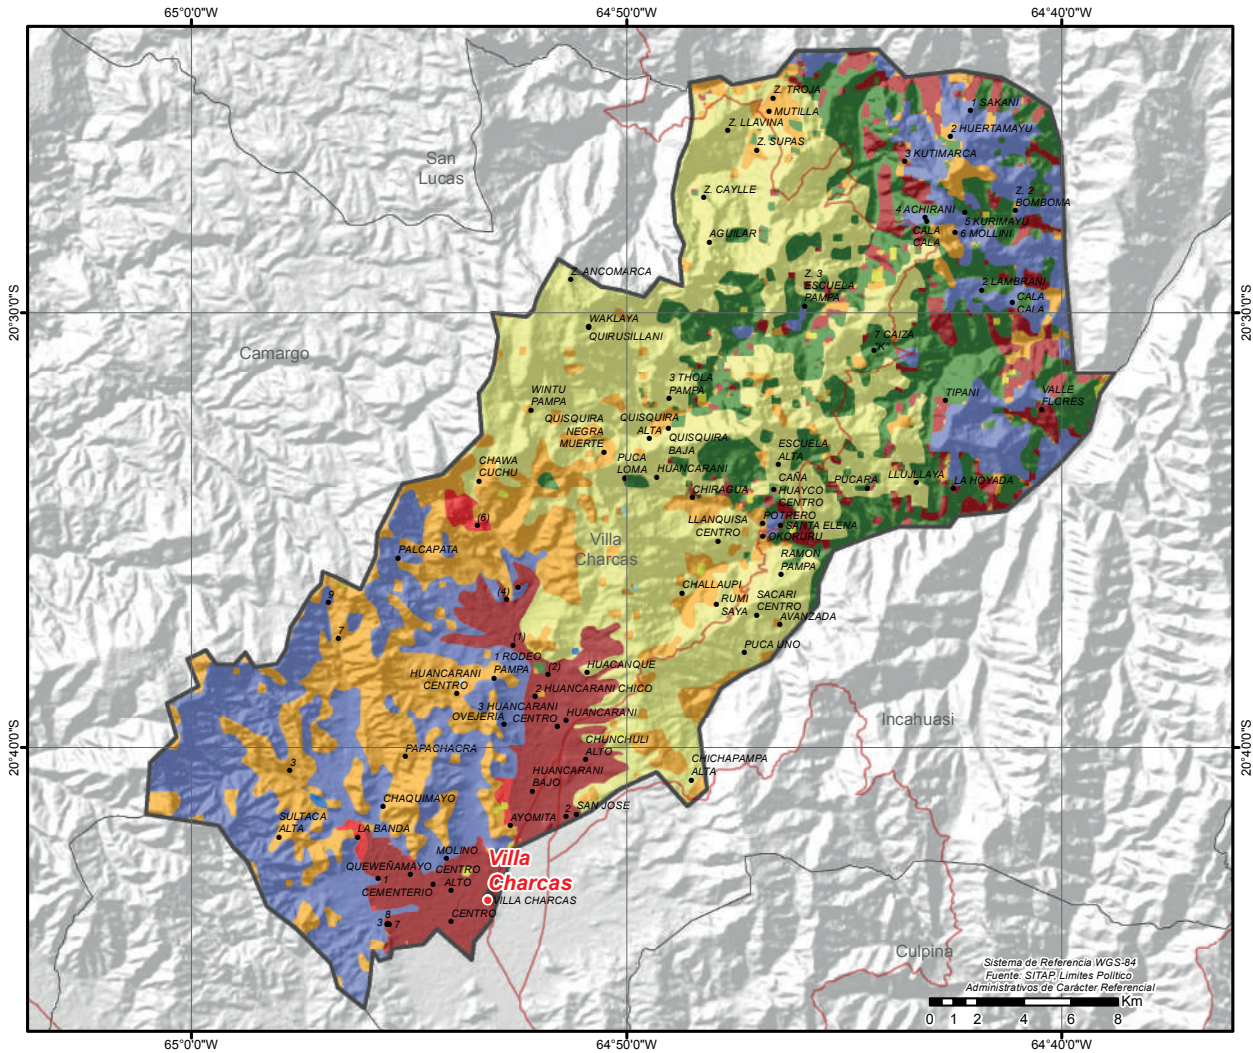 65°0'0"W
64°50'0"W
64°40'0"W
Z. TROJA
MUTILLA
Z. LLAVINA
Z. SUPAS
1 SAKANI
2 HUERTAMAYU
3 KUTIMARCA
San
Lucas
Z. CAYLLE
Z. 2
BOMBOMA
4 ACHIRANI
5 KURIMAYU
CALA
CALA
6 MOLLINI
AGUILAR
Z. ANCOMARCA
Z. 3
ESCUELA
PAMPA
2 LAMBRANI
CALA
CALA
20°30'0"S
20°30'0"S
WAKLAYA
QUIRUSILLANI
7 CAIZA
"K"
Camargo
3 THOLA
PAMPA
WINTU
PAMPA
TIPANI
VALLE
FLORES
QUISQUIRA
NEGRA
MUERTE
QUISQUIRA
ALTA
QUISQUIRA
BAJA
ESCUELA
ALTA
CHAWA
CUCHU
PUCA
LOMA
HUANCARANI
CAÑA
HUAYCO
CENTRO
PUCARA
LLUJLLAYA
LA HOYADA
CHIRAGUA
(6)
LLANQUISA
CENTRO
POTRERO
SANTA ELENA
OKORURU
Villa
Charcas
PALCAPATA
RAMON
PAMPA
(4)
CHALLAUPI
RUMI
SAYA
SACARI
CENTRO
AVANZADA
9
7
(1)
1 RODEO
PAMPA
(2)
HUACANQUE
PUCA UNO
HUANCARANI
CENTRO
2 HUANCARANI CHICO
3 HUANCARANI
CENTRO
HUANCARANI
OVEJERIA
Incahuasi
20°40'0"S
20°40'0"S
PAPACHACRA
CHUNCHULI
ALTO
3
HUANCARANI
BAJO
CHICHAPAMPA
ALTA
CHAQUIMAYO
2
SAN JOSE
AYOMITA
SULTACA
ALTA
LA BANDA
MOLINO
Villa
Charcas
QUEWEÑAMAYO
1
CENTRO
ALTO
CEMENTERIO
VILLA CHARCAS
8
3
7
CENTRO
Culpina
Sistema de Referencia WGS-84
Fuente: SITAP, Limites Politico
Administrativos de Carácter Referencial
Km
0 1 2 4 6 8
65°0'0"W
64°50'0"W
64°40'0"W